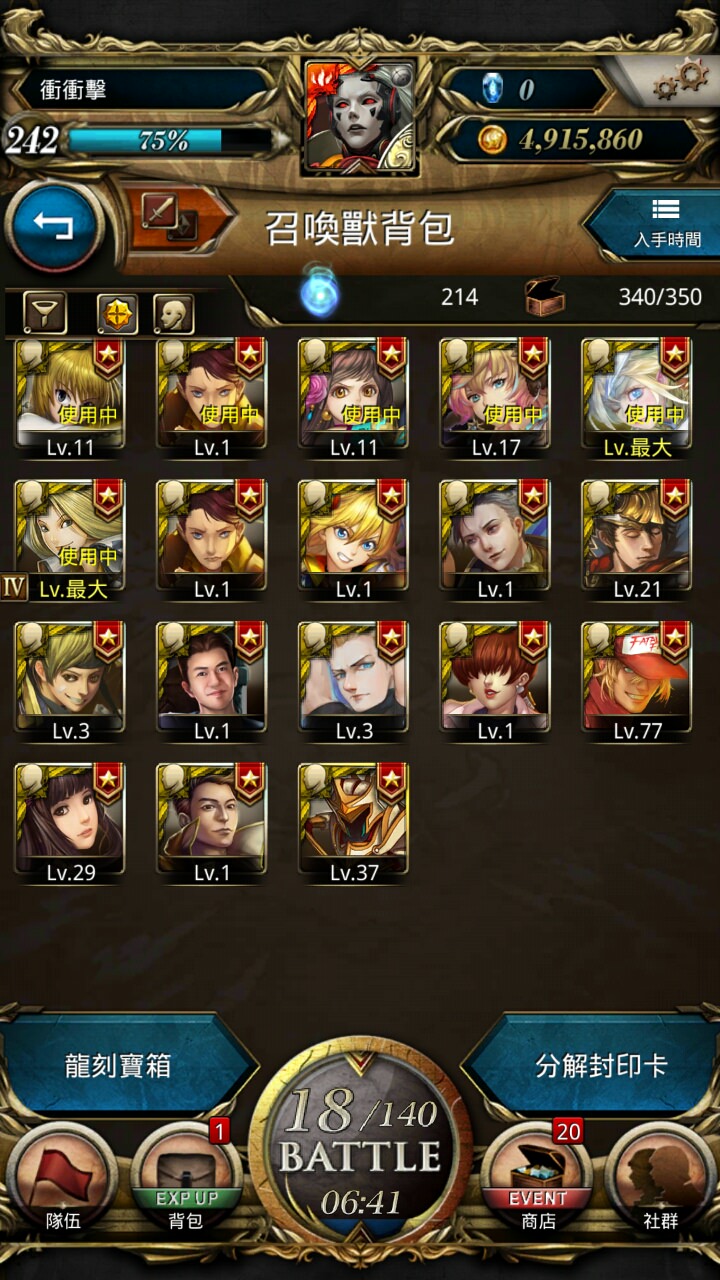 衝衝擊
0
242
75%
4,915,860
召喚獸背包
入手時間
214
340/350
使用中
使用中
使用中
使用中
使用中
Lv.11
Lv.1
Lv.11
Lv.17
Lv.最大
使用中
IV
Lv.最大
Lv.1
Lv.1
Lv.1
Lv.21
Lv.3
Lv.1
Lv.3
Lv.1
Lv.77
Lv.29
Lv.1
Lv.37
龍刻寶箱
分解封印卡
18/140
BATTLE
06:41
隊伍
1
EXP UP
背包
20
EVENT
商店
社群